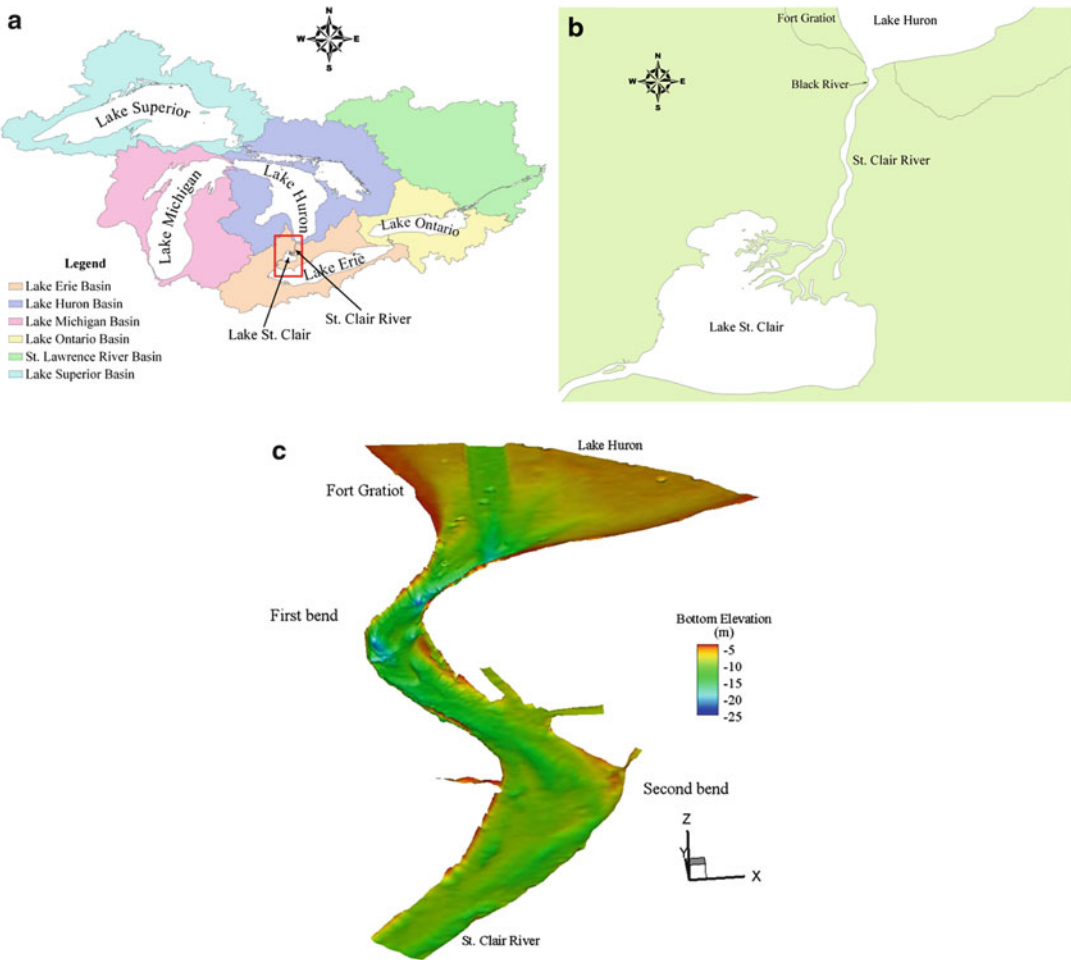 a
N
W E
S
Lake Superior
Lake Michigan
Lake Huron
Lake Ontario
Lake Erie
Legend
Lake Erie Basin
Lake Huron Basin
Lake Michigan Basin
Lake Ontario Basin
St. Lawrence River Basin
Lake Superior Basin
St. Clair River
Lake St. Clair
b
Fort Gratiot
Lake Huron
N
W E
S
Black River
St. Clair River
Lake St. Clair
c
Lake Huron
Fort Gratiot
First bend
Bottom Elevation
(m)
-5
-10
-15
-20
-25
Second bend
Z
Y
X
St. Clair River